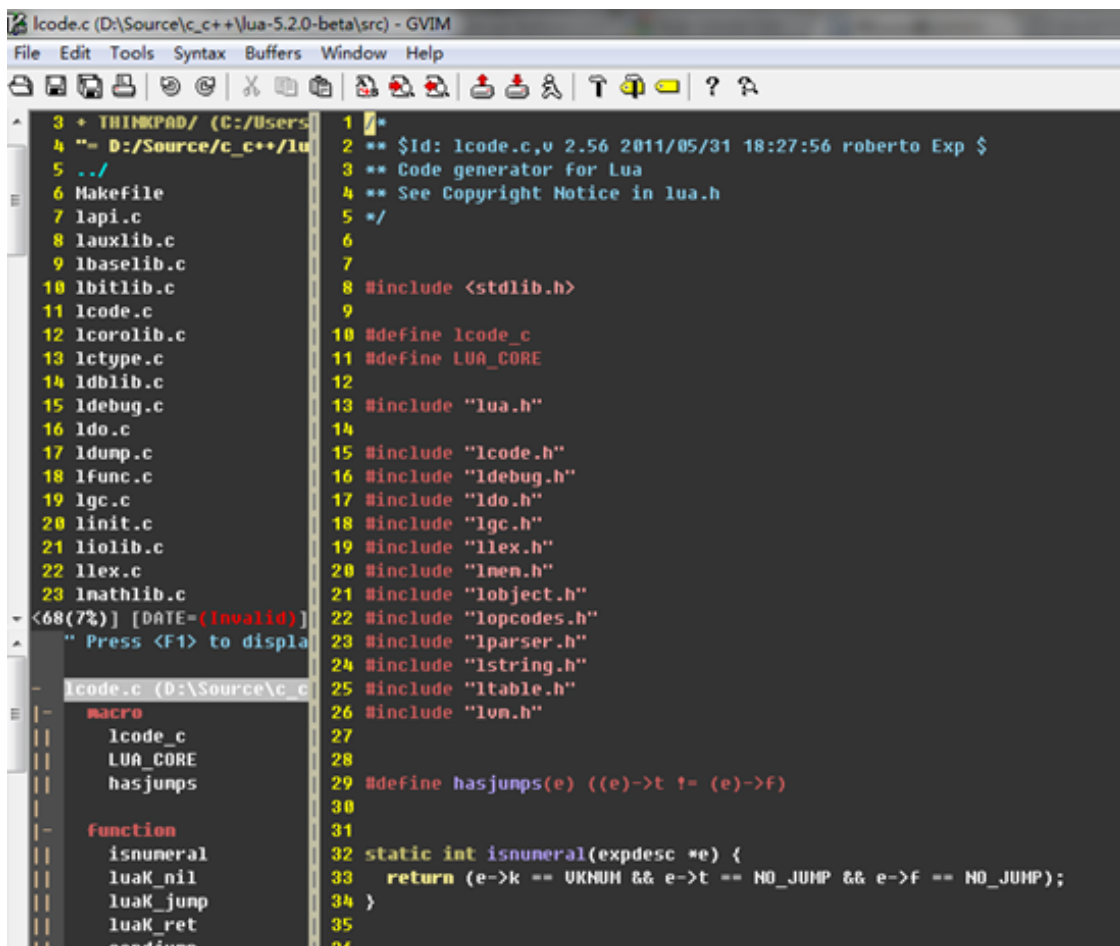 lcode.c (D:\Source\c_c++\lua-5.2.0-beta\src) - GVIM
File Edit Tools Syntax Buffers Window Help
3 + THINKPAD/ (C:/Users
4 "= D:/Source/c_c++/lu
5 ../
6 Makefile
7 lapi.c
8 lauxlib.c
9 lbaselib.c
10 lbitlib.c
11 lcode.c
12 lcorolib.c
13 lctype.c
14 ldblib.c
15 ldebug.c
16 ldo.c
17 ldump.c
18 lfunc.c
19 lgc.c
20 linit.c
21 liolib.c
22 llex.c
23 lmathlib.c
<68(7%)] [DATE=(Invalid)]
" Press <F1> to displa
- lcode.c (D:\Source\c_c
|- macro
|| lcode_c
|| LUA_CORE
|| hasjumps
|
|- function
|| isnumeral
|| luaK_nil
|| luaK_jump
|| luaK_ret
1 /*
2 ** $Id: lcode.c,v 2.56 2011/05/31 18:27:56 roberto Exp $
3 ** Code generator for Lua
4 ** See Copyright Notice in lua.h
5 */
6
7
8 #include <stdlib.h>
9
10 #define lcode_c
11 #define LUA_CORE
12
13 #include "lua.h"
14
15 #include "lcode.h"
16 #include "ldebug.h"
17 #include "ldo.h"
18 #include "lgc.h"
19 #include "llex.h"
20 #include "lmem.h"
21 #include "lobject.h"
22 #include "lopcodes.h"
23 #include "lparser.h"
24 #include "lstring.h"
25 #include "ltable.h"
26 #include "lvm.h"
27
28
29 #define hasjumps(e) ((e)->t != (e)->f)
30
31
32 static int isnumeral(expdesc *e) {
33 return (e->k == VKNUM && e->t == NO_JUMP && e->f == NO_JUMP);
34 }
35